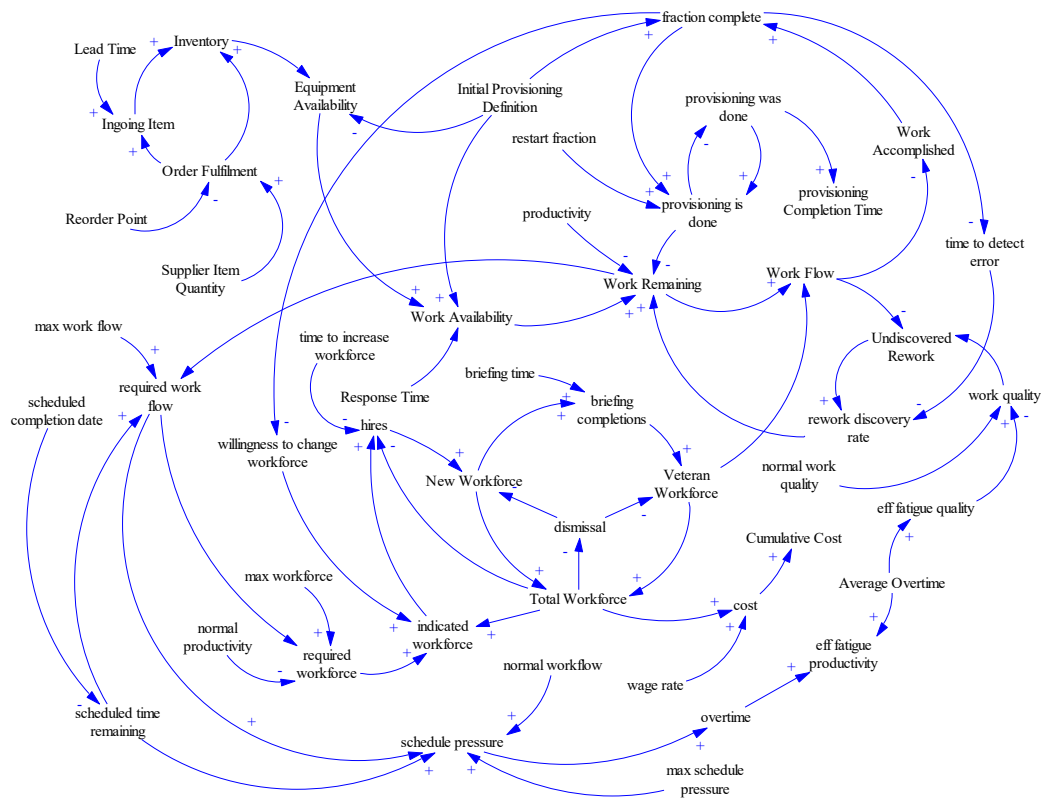 fraction complete
Inventory
Lead Time
Equipment
Availability
Initial Provisioning
Definition
provisioning was
done
Ingoing Item
restart fraction
Work
Accomplished
Order Fulfilment
provisioning
Completion Time
provisioning is
done
Reorder Point
productivity
time to detect
error
Supplier Item
Quantity
Work Remaining
Work Flow
Work Availability
max work flow
time to increase
workforce
Undiscovered
Rework
briefing time
required work
flow
Response Time
scheduled
completion date
briefing
completions
work quality
hires
rework discovery
rate
willingness to change
workforce
New Workforce
Veteran
Workforce
normal work
quality
eff fatigue quality
dismissal
Cumulative Cost
max workforce
Average Overtime
Total Workforce
cost
indicated
workforce
normal
productivity
required
workforce
eff fatigue
productivity
normal workflow
wage rate
scheduled time
remaining
overtime
schedule pressure
max schedule
pressure